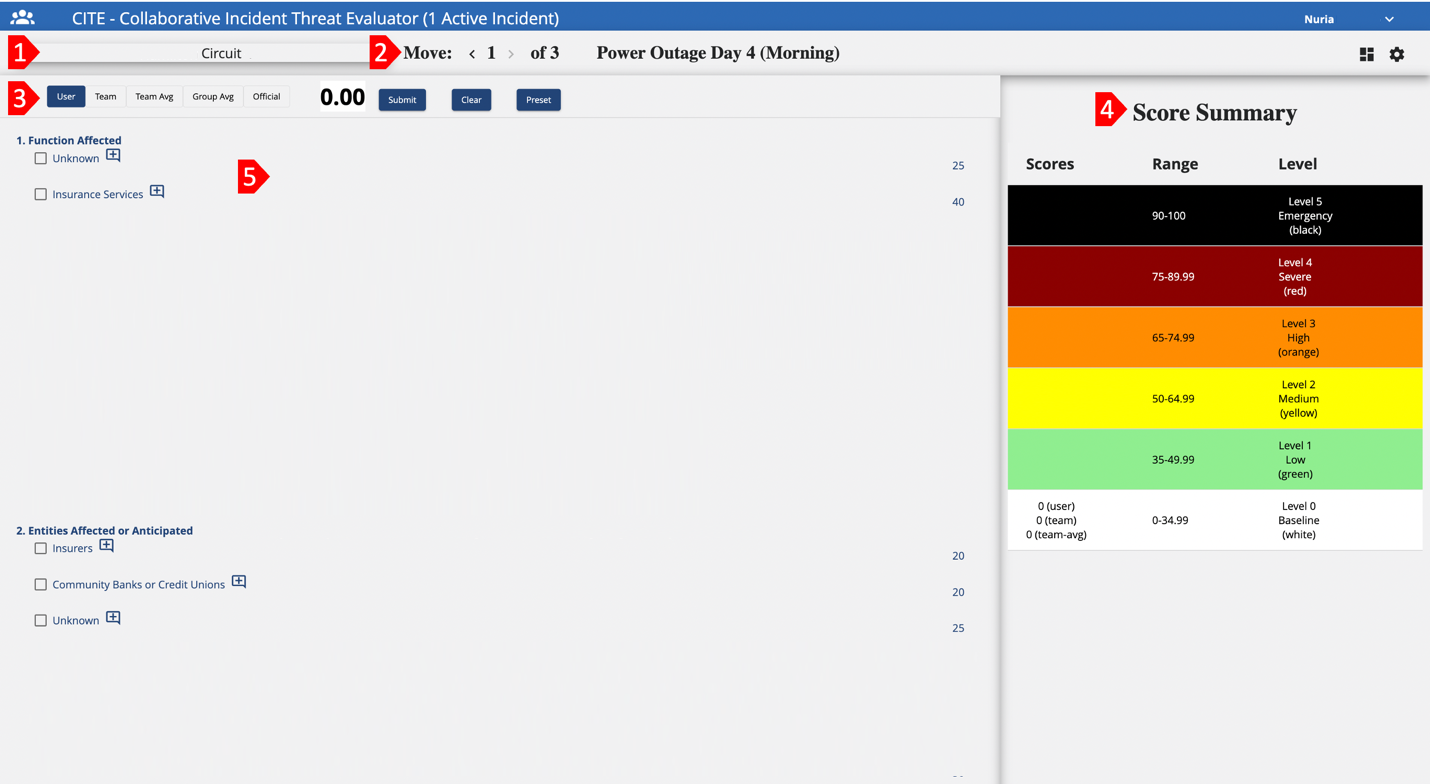 CITE - Collaborative Incident Threat Evaluator (1 Active Incident)
Nuria
1
Circuit
2
Move: < 1 > of 3
Power Outage Day 4 (Morning)
3
User
Team
Team Avg
Group Avg
Official
0.00
Submit
Clear
Preset
1. Function Affected
Unknown
25
5
Insurance Services
40
2. Entities Affected or Anticipated
Insurers
20
Community Banks or Credit Unions
20
Unknown
25
4
Score Summary
Scores Range Level
90-100
Level 5
Emergency
(black)
75-89.99
Level 4
Severe
(red)
65-74.99
Level 3
High
(orange)
50-64.99
Level 2
Medium
(yellow)
35-49.99
Level 1
Low
(green)
0 (user)
0 (team)
0 (team-avg)
0-34.99
Level 0
Baseline
(white)